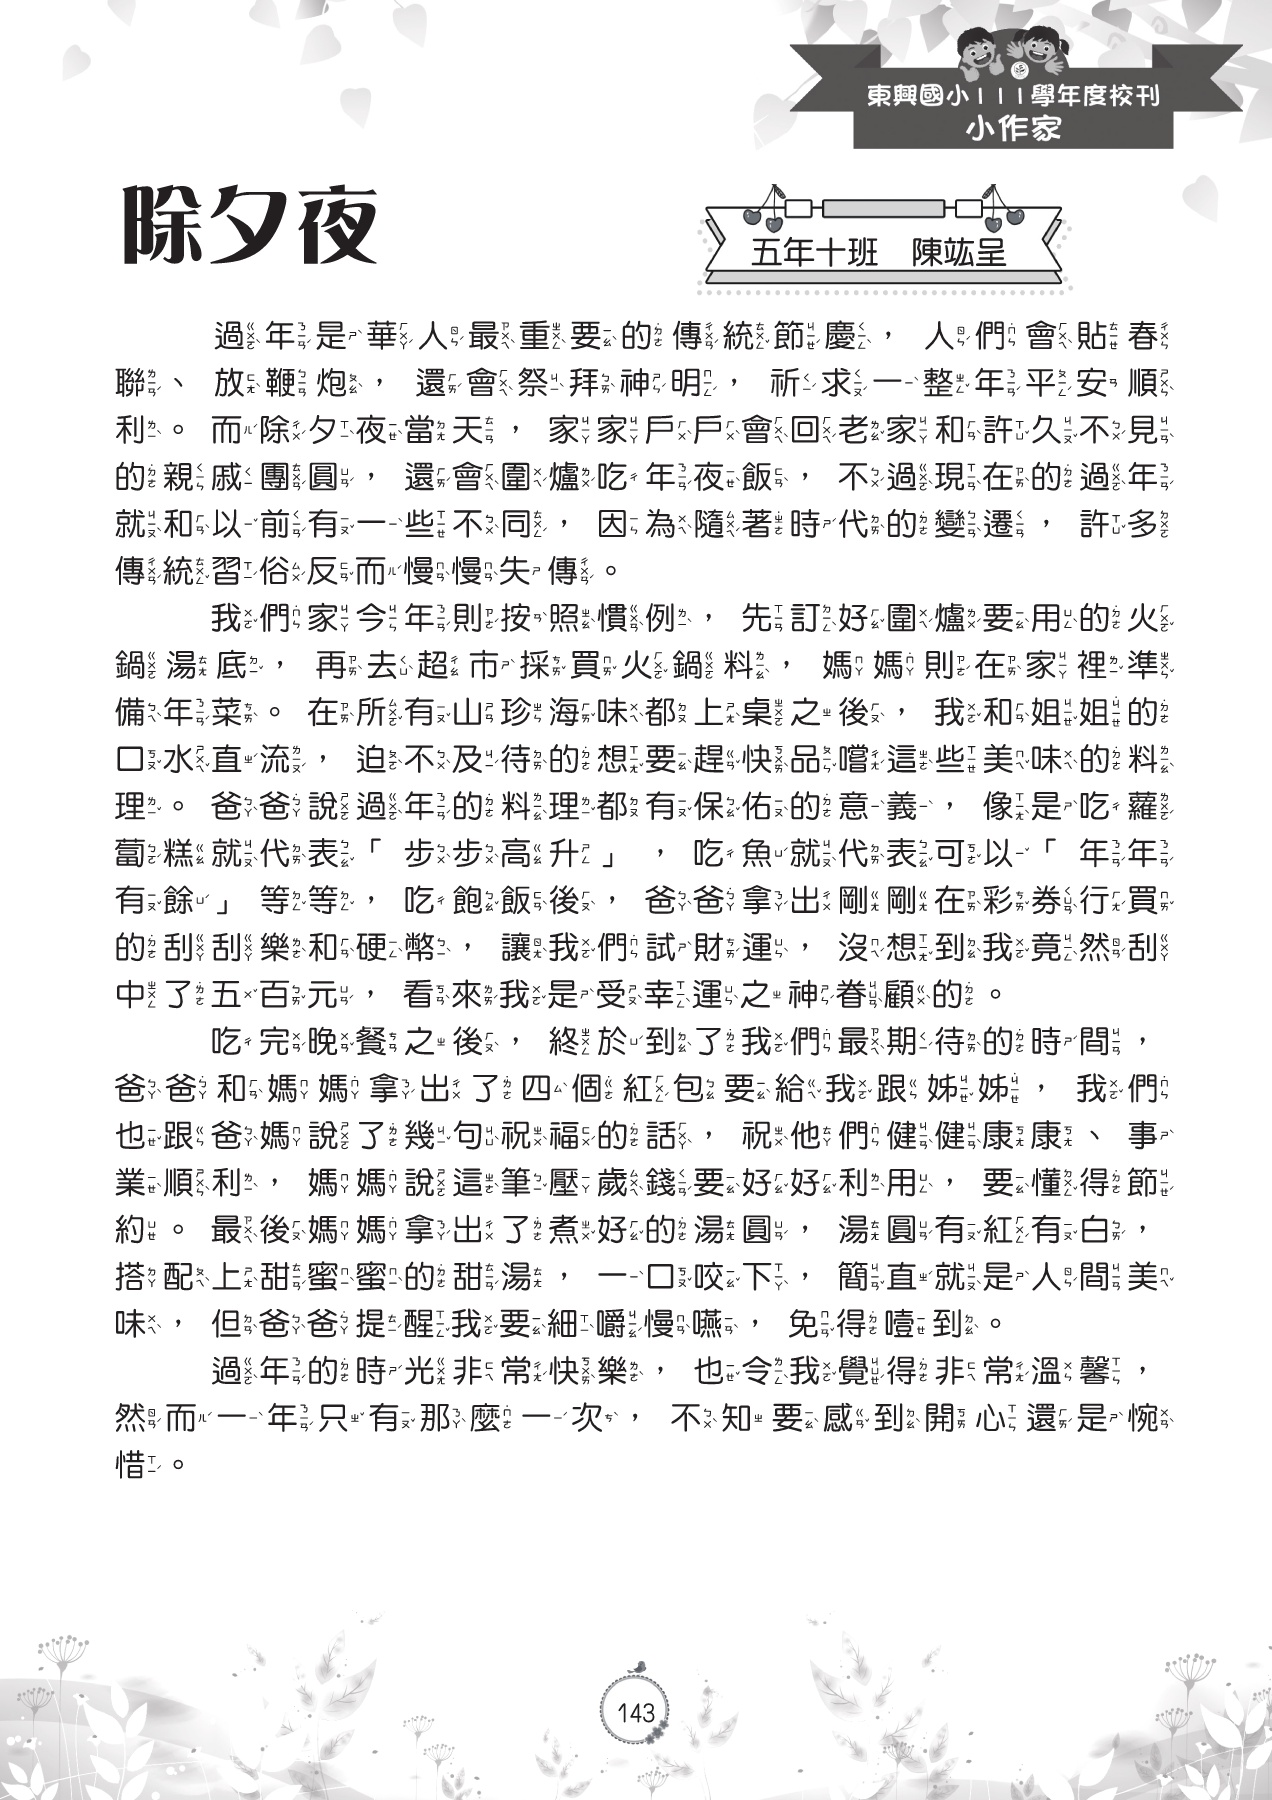 東興國小111學年度校刊
小作家
除夕夜
五年十班　陳竑呈
過年是華人最重要的傳統節慶，人們會貼春
聯、放鞭炮，還會祭拜神明，祈求一整年平安順
利。而除夕夜當天，家家戶戶會回老家和許久不見
的親戚團圓，還會圍爐吃年夜飯，不過現在的過年
就和以前有一些不同，因為隨著時代的變遷，許多
傳統習俗反而慢慢失傳。
我們家今年則按照慣例，先訂好圍爐要用的火
鍋湯底，再去超市採買火鍋料，媽媽則在家裡準
備年菜。在所有山珍海味都上桌之後，我和姐姐的
口水直流，迫不及待的想要趕快品嚐這些美味的料
理。爸爸說過年的料理都有保佑的意義，像是吃蘿
蔔糕就代表「步步高升」，吃魚就代表可以「年年
有餘」等等，吃飽飯後，爸爸拿出剛剛在彩券行買
的刮刮樂和硬幣，讓我們試財運，沒想到我竟然刮
中了五百元，看來我是受幸運之神眷顧的。
吃完晚餐之後，終於到了我們最期待的時間，
爸爸和媽媽拿出了四個紅包要給我跟姊姊，我們
也跟爸媽說了幾句祝福的話，祝他們健健康康、事
業順利，媽媽說這筆壓歲錢要好好利用，要懂得節
約。最後媽媽拿出了煮好的湯圓，湯圓有紅有白，
搭配上甜蜜蜜的甜湯，一口咬下，簡直就是人間美
味，但爸爸提醒我要細嚼慢嚥，免得噎到。
過年的時光非常快樂，也令我覺得非常溫馨，
然而一年只有那麼一次，不知要感到開心還是惋
惜。
143